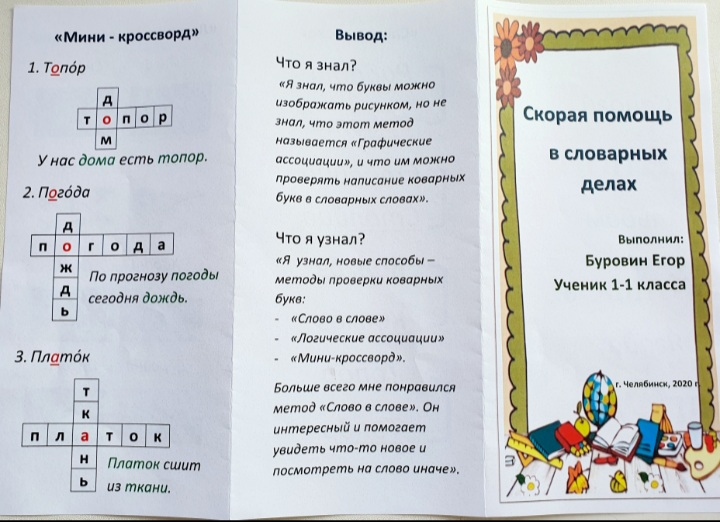 «Мини - кроссворд»
1. Топо́р
д
т о п о р
м
У нас дома есть топор.
2. Пого́да
д
п о г о д а
ж
д
ь
По прогнозу погоды
сегодня дождь.
3. Плато́к
т
к
п л а т о к
н
ь
Платок сшит
из ткани.
Вывод:
Что я знал?
«Я знал, что буквы можно
изображать рисунком, но не
знал, что этот метод
называется «Графические
ассоциации», и что им можно
проверять написание коварных
букв в словарных словах».
Что я узнал?
«Я узнал, новые способы –
методы проверки коварных
букв:
- «Слово в слове»
- «Логические ассоциации»
- «Мини-кроссворд».
Больше всего мне понравился
метод «Слово в слове». Он
интересный и помогает
увидеть что-то новое и
посмотреть на слово иначе».
Скорая помощь
в словарных
делах
Выполнил:
Буровин Егор
Ученик 1-1 класса
г. Челябинск, 2020 г